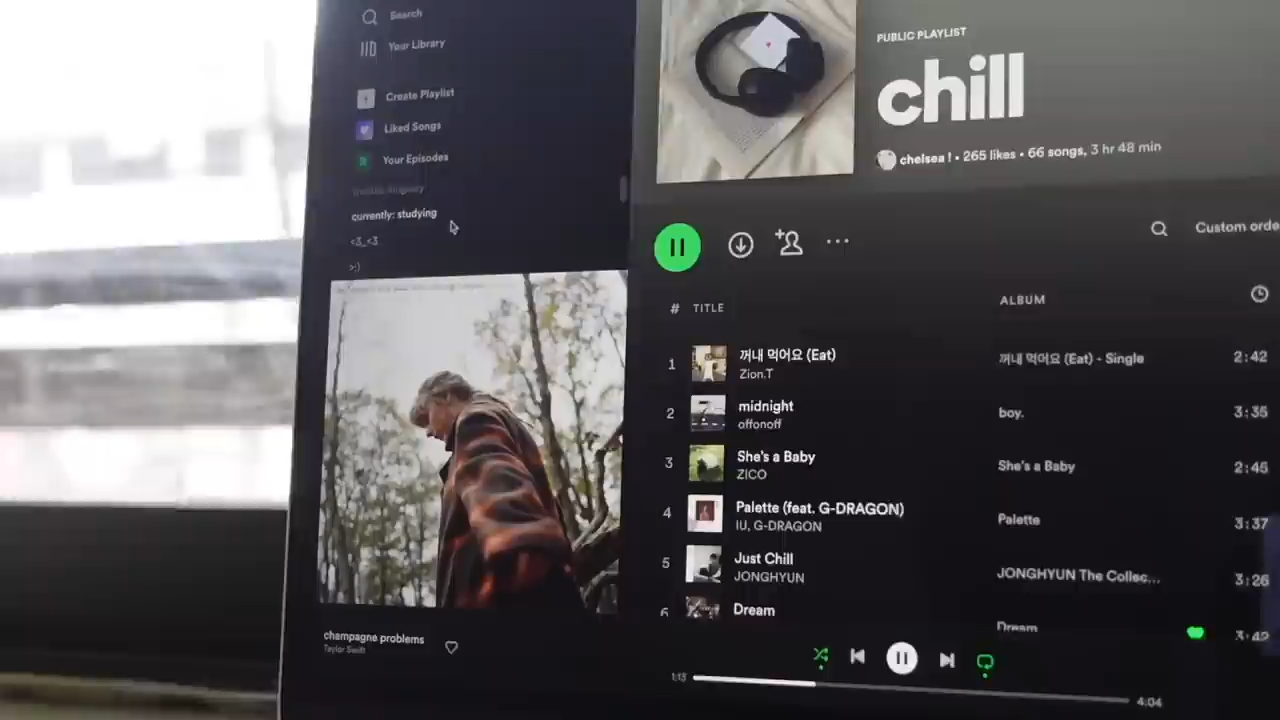 Search
Your Library
Create Playlist
Liked Songs
Your Episodes
currently: studying
<3_<3
>:)
champagne problems
Taylor Swift
PUBLIC PLAYLIST
chill
chelsea ! • 265 likes • 66 songs, 3 hr 48 min
Custom orde
# TITLE ALBUM
1 꺼내 먹어요 (Eat) 꺼내 먹어요 (Eat) - Single 2:42
Zion.T
2 midnight boy. 3:35
offonoff
3 She's a Baby She's a Baby 2:46
ZICO
4 Palette (feat. G-DRAGON) Palette 3:37
IU, G-DRAGON
5 Just Chill JONGHYUN The Collec... 3:26
JONGHYUN
6 Dream Dream 3:42
1:13 4:04